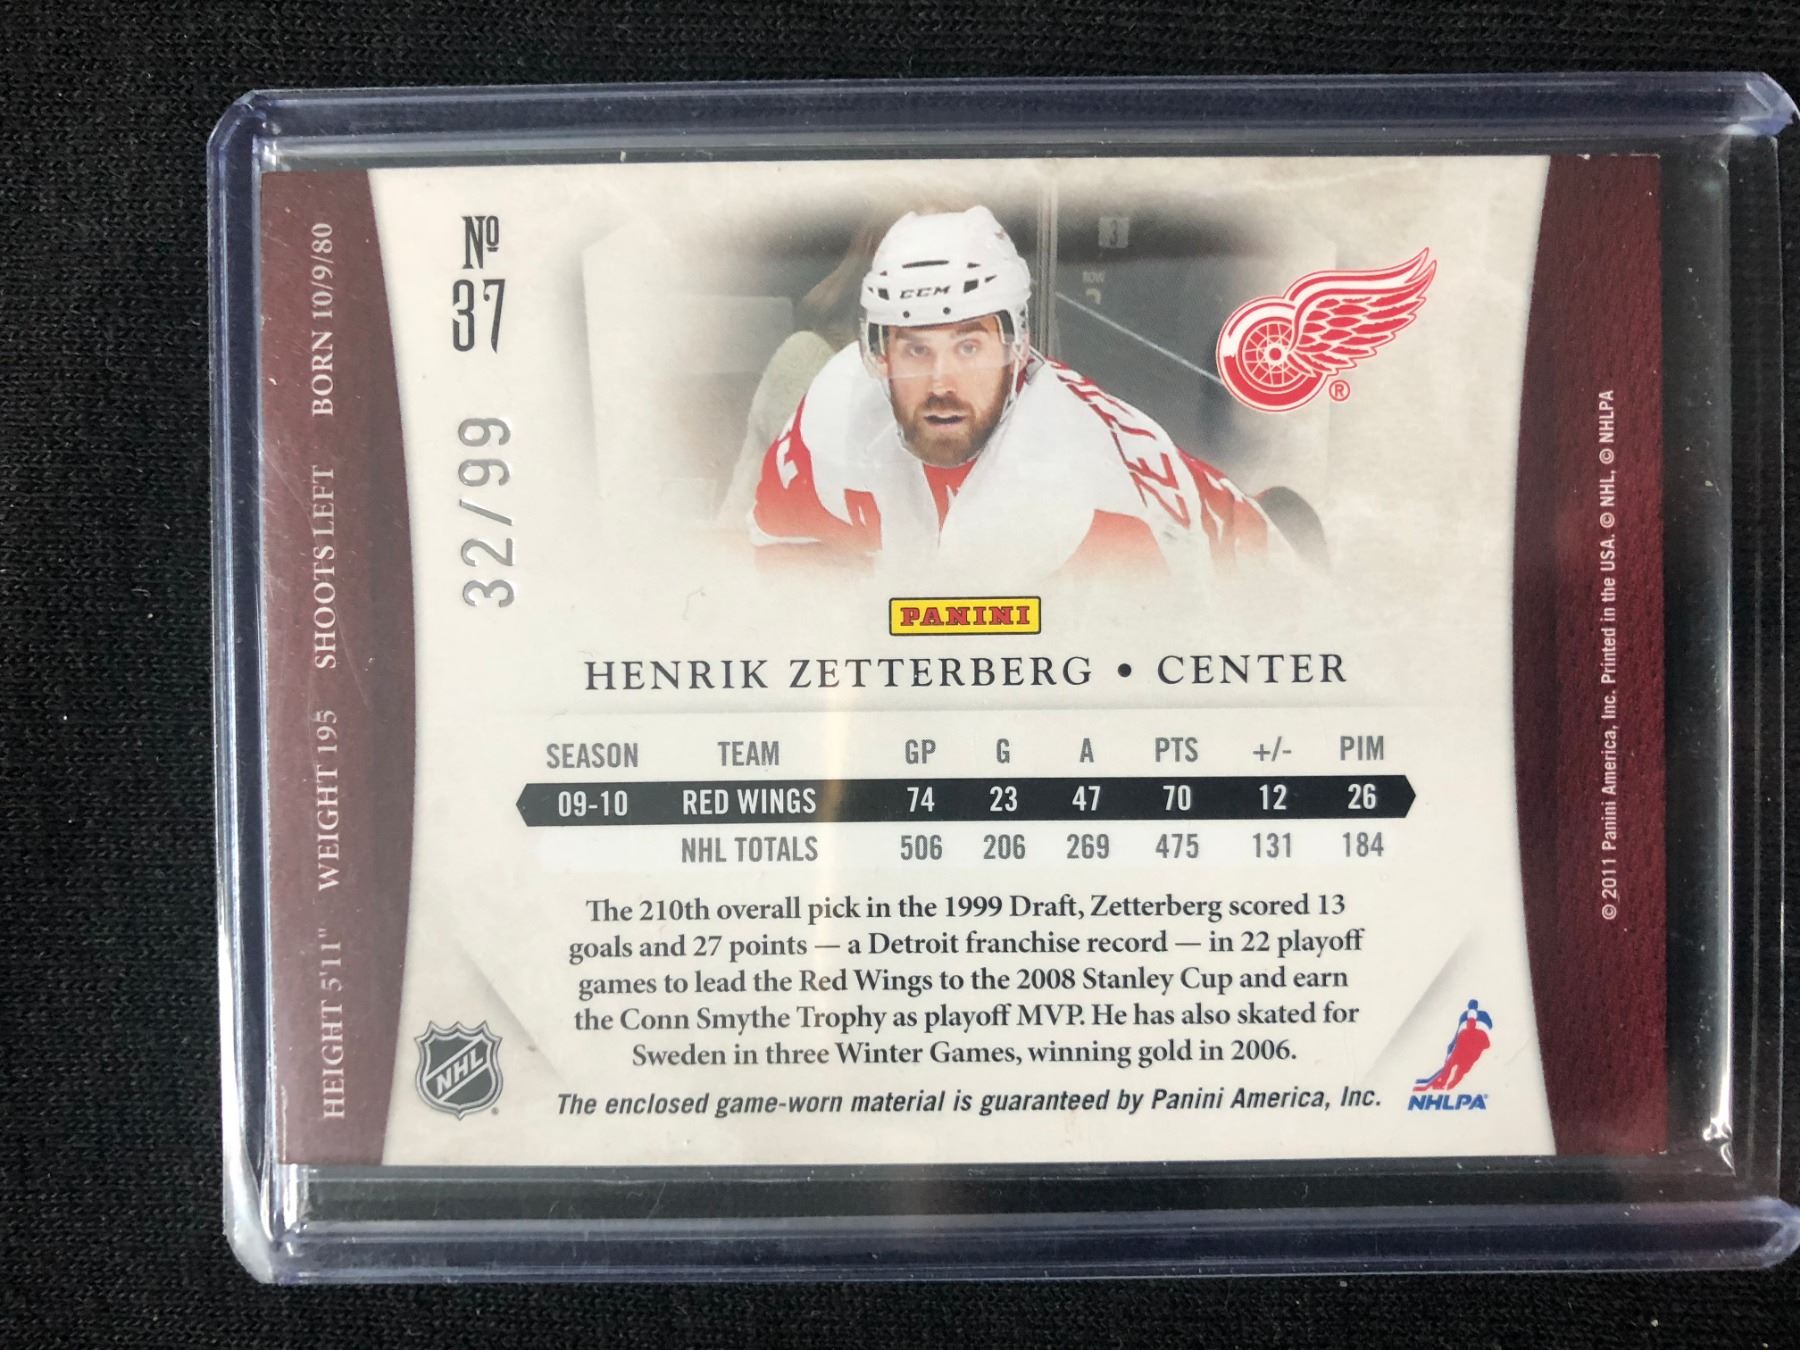 Nº
37
32/99
HEIGHT 5'11" WEIGHT 195 SHOOTS LEFT BORN 10/9/80
CCM
3
ROW
PANINI
HENRIK ZETTERBERG • CENTER
SEASON TEAM GP G A PTS +/- PIM
09-10 RED WINGS 74 23 47 70 12 26
NHL TOTALS 506 206 269 475 131 184
The 210th overall pick in the 1999 Draft, Zetterberg scored 13
goals and 27 points — a Detroit franchise record — in 22 playoff
games to lead the Red Wings to the 2008 Stanley Cup and earn
the Conn Smythe Trophy as playoff MVP. He has also skated for
Sweden in three Winter Games, winning gold in 2006.
The enclosed game-worn material is guaranteed by Panini America, Inc.
NHL
NHLPA
®
© 2011 Panini America, Inc. Printed in the USA. © NHL, © NHLPA